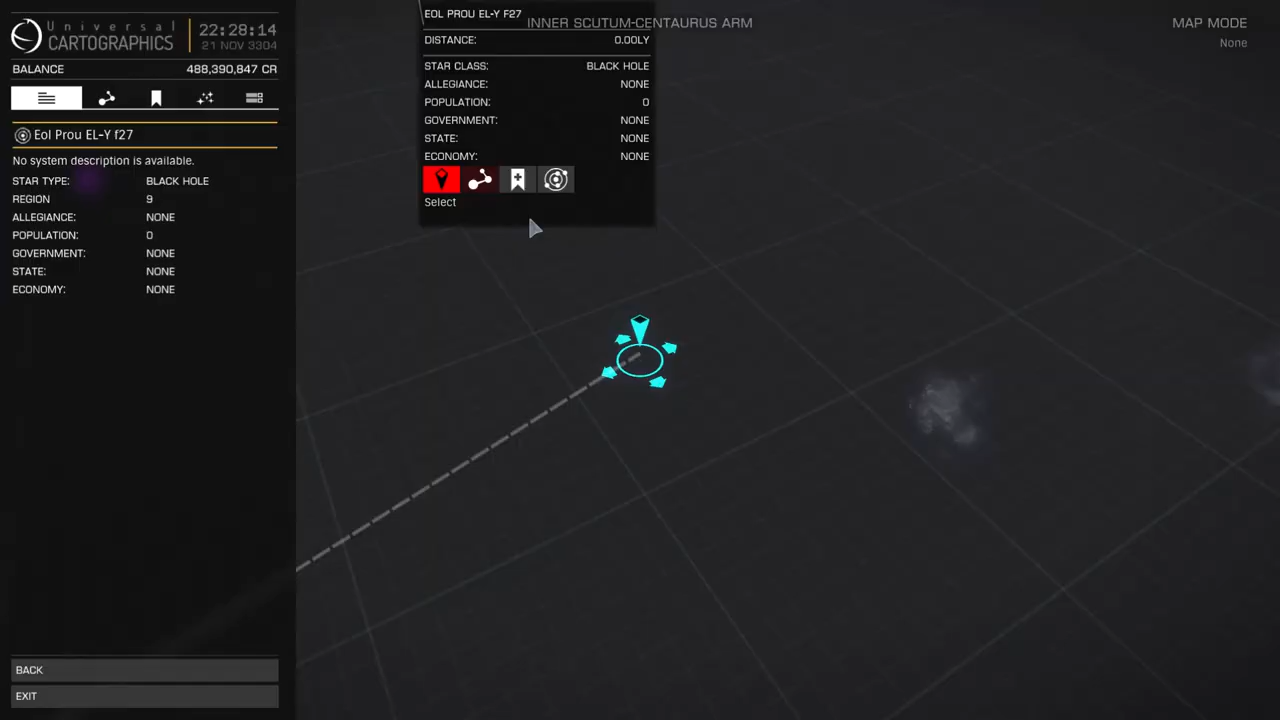 Universal
CARTOGRAPHICS
22:28:14
21 NOV 3304
BALANCE 488,390,847 CR
Eol Prou EL-Y f27
No system description is available.
STAR TYPE: BLACK HOLE
REGION 9
ALLEGIANCE: NONE
POPULATION: 0
GOVERNMENT: NONE
STATE: NONE
ECONOMY: NONE
BACK
EXIT
EOL PROU EL-Y F27
INNER SCUTUM-CENTAURUS ARM
DISTANCE: 0.00LY
STAR CLASS: BLACK HOLE
ALLEGIANCE: NONE
POPULATION: 0
GOVERNMENT: NONE
STATE: NONE
ECONOMY: NONE
Select
MAP MODE
None